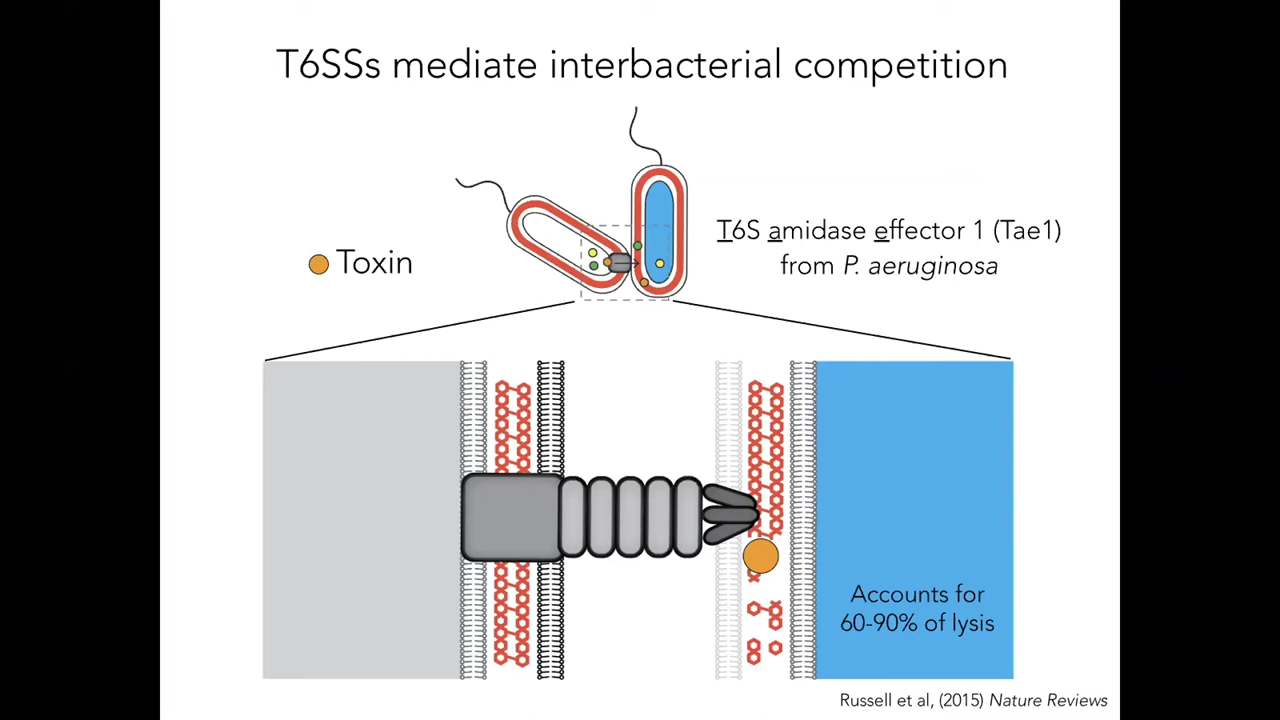 T6SSs mediate interbacterial competition
T6S amidase effector 1 (Tae1)
from P. aeruginosa
Toxin
Accounts for
60-90% of lysis
Russell et al, (2015) Nature Reviews